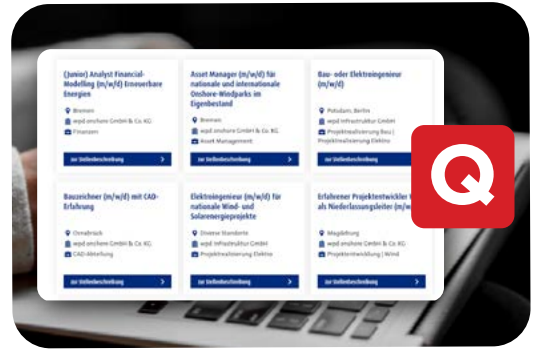 (Junior) Analyst Financial-
Modelling (m/w/d) Erneuerbare
Energien
Bremen
wpd onshore GmbH & Co. KG
Finanzen
zur Stellenbeschreibung
Asset Manager (m/w/d) für
nationale und internationale
Onshore-Windparks im
Eigenbestand
Bremen
wpd onshore GmbH & Co. KG
Asset Management
zur Stellenbeschreibung
Bau- oder Elektroingenieur
(m/w/d)
Potsdam, Berlin
wpd infrastruktur GmbH
Projektrealisierung Bau |
Projektrealisierung Elektro
zur Stellenbeschreibung
Bauzeichner (m/w/d) mit CAD-
Erfahrung
Osnabrück
wpd onshore GmbH & Co. KG
CAD-Abteilung
zur Stellenbeschreibung
Elektroingenieur (m/w/d) für
nationale Wind- und
Solarenergieprojekte
Diverse Standorte
wpd infrastruktur GmbH
Projektrealisierung Elektro
zur Stellenbeschreibung
Erfahrener Projektentwickler
als Niederlassungsleiter (m/w
Magdeburg
wpd onshore GmbH & Co. KG
Projektentwicklung | Wind
zur Stellenbeschreibung
Q